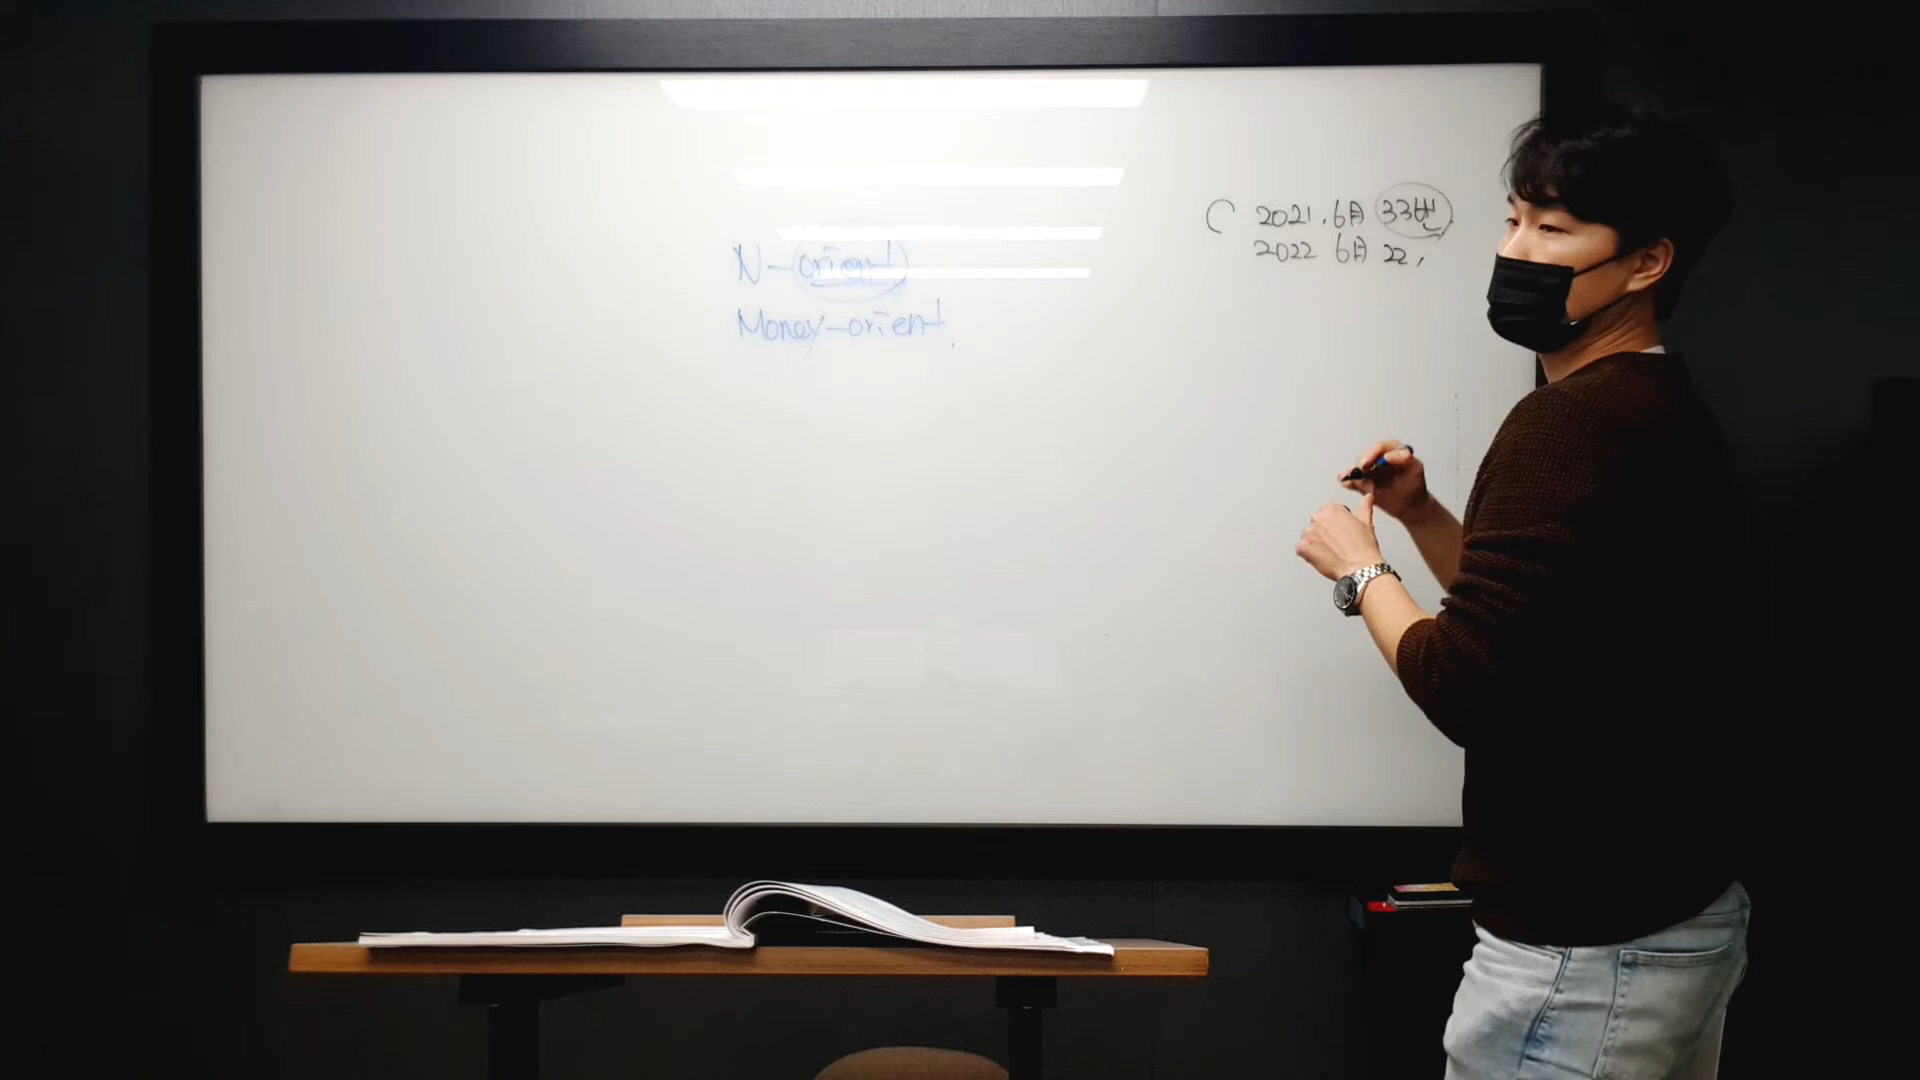 N-orient
Money-orient
( 2021. 6月 33번
2022 6月 22,